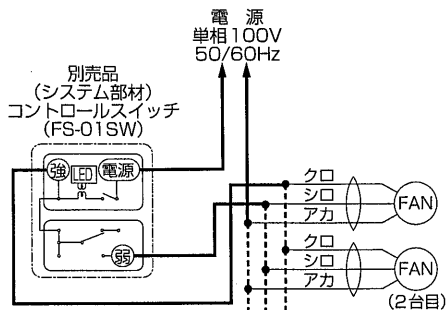 電 源
単相100V
50/60Hz
別売品
(システム部材)
コントロールスイッチ
(FS-01SW)
強
LED
電源
弱
クロ
シロ
アカ
FAN
クロ
シロ
アカ
FAN
(2台目)